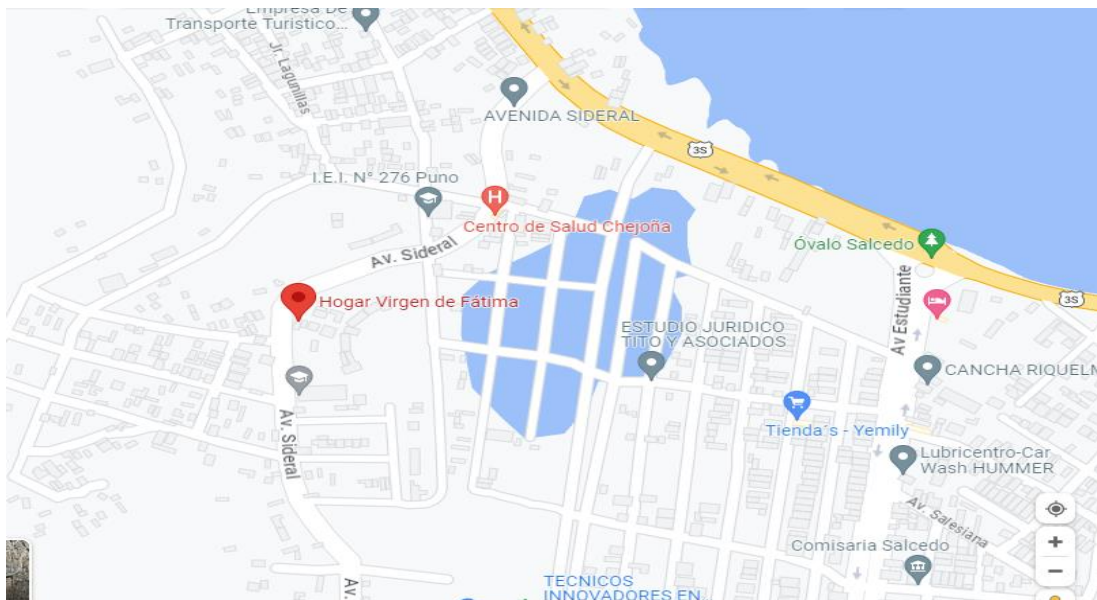 Empresa De
Transporte Turistico...
Jr. Lagunillas
AVENIDA SIDERAL
3S
I.E.I. N° 276 Puno
H
Centro de Salud Chejoña
Av. Sideral
Óvalo Salcedo
3S
Hogar Virgen de Fátima
Av Estudiante
ESTUDIO JURIDICO
TITO Y ASOCIADOS
CANCHA RIQUELM
Tienda´s - Yemily
Av. Sideral
Lubricentro-Car
Wash HUMMER
Av. Salesiana
Comisaria Salcedo
Av.
TECNICOS
INNOVADORES EN